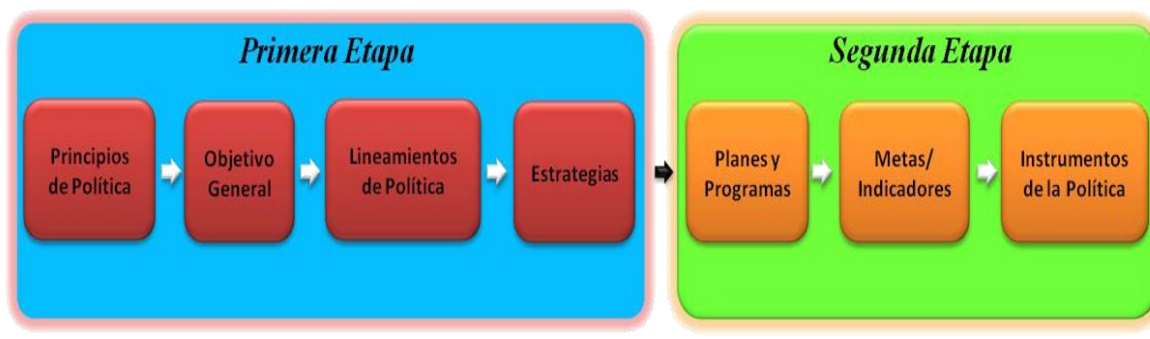 Primera Etapa
Principios
de Política
Objetivo
General
Lineamientos
de Política
Estrategias
Segunda Etapa
Planes y
Programas
Metas/
Indicadores
Instrumentos
de la Política